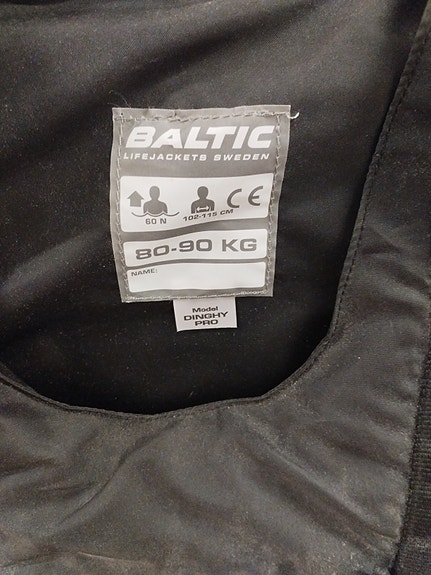 BALTIC
LIFEJACKETS SWEDEN
60 N
102-115 CM
CE
80-90 KG
NAME:
Model
DINGHY
PRO